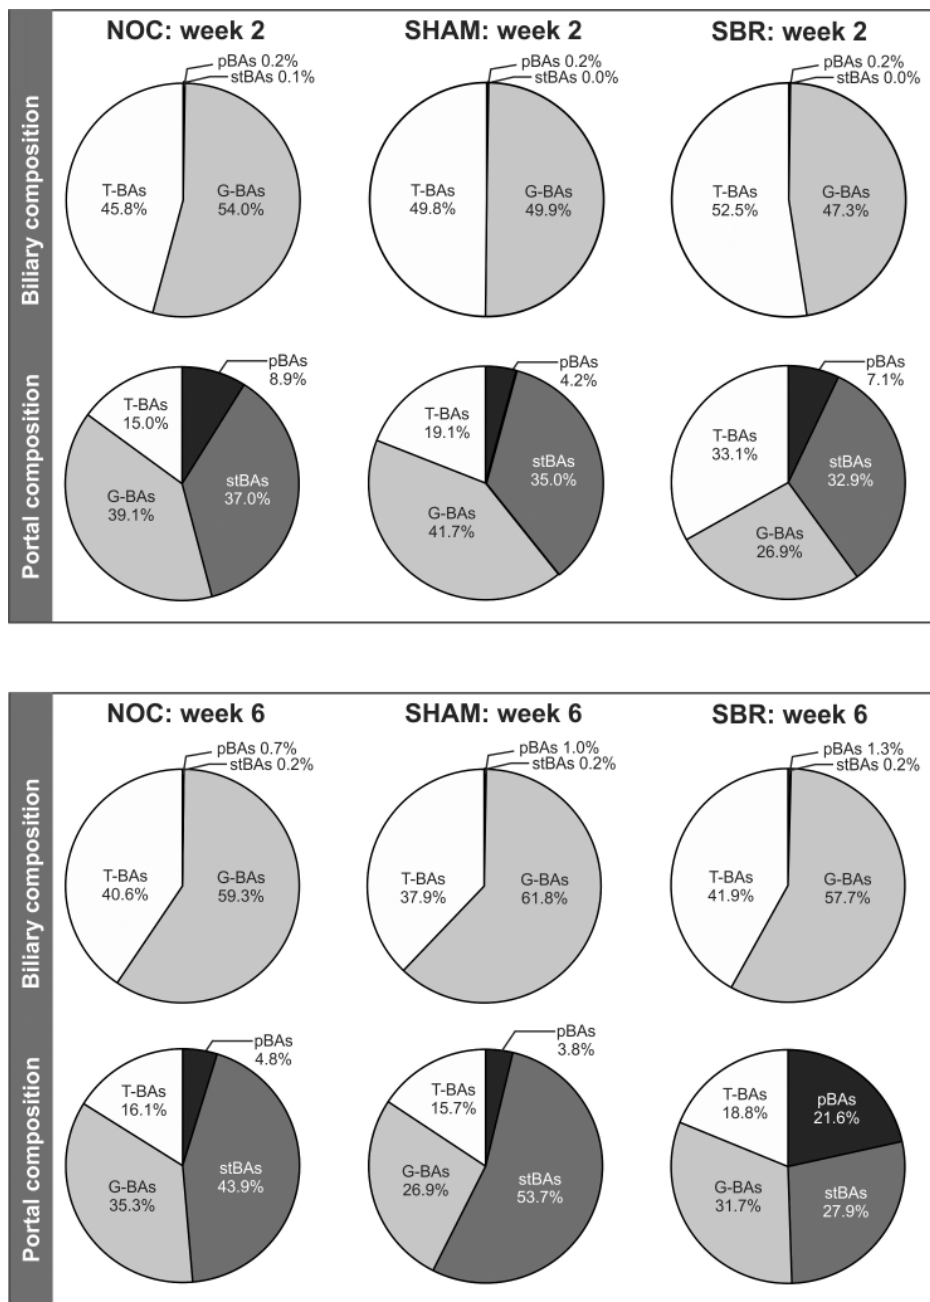 NOC: week 2
SHAM: week 2
SBR: week 2
Biliary composition
pBAs 0.2%
stBAs 0.1%
T-BAs
45.8%
G-BAs
54.0%
pBAs 0.2%
stBAs 0.0%
T-BAs
49.8%
G-BAs
49.9%
pBAs 0.2%
stBAs 0.0%
T-BAs
52.5%
G-BAs
47.3%
Portal composition
pBAs
8.9%
T-BAs
15.0%
stBAs
37.0%
G-BAs
39.1%
pBAs
4.2%
T-BAs
19.1%
stBAs
35.0%
G-BAs
41.7%
pBAs
7.1%
T-BAs
33.1%
stBAs
32.9%
G-BAs
26.9%
NOC: week 6
SHAM: week 6
SBR: week 6
Biliary composition
pBAs 0.7%
stBAs 0.2%
T-BAs
40.6%
G-BAs
59.3%
pBAs 1.0%
stBAs 0.2%
T-BAs
37.9%
G-BAs
61.8%
pBAs 1.3%
stBAs 0.2%
T-BAs
41.9%
G-BAs
57.7%
Portal composition
pBAs
4.8%
T-BAs
16.1%
stBAs
43.9%
G-BAs
35.3%
pBAs
3.8%
T-BAs
15.7%
stBAs
53.7%
G-BAs
26.9%
T-BAs
18.8%
pBAs
21.6%
G-BAs
31.7%
stBAs
27.9%